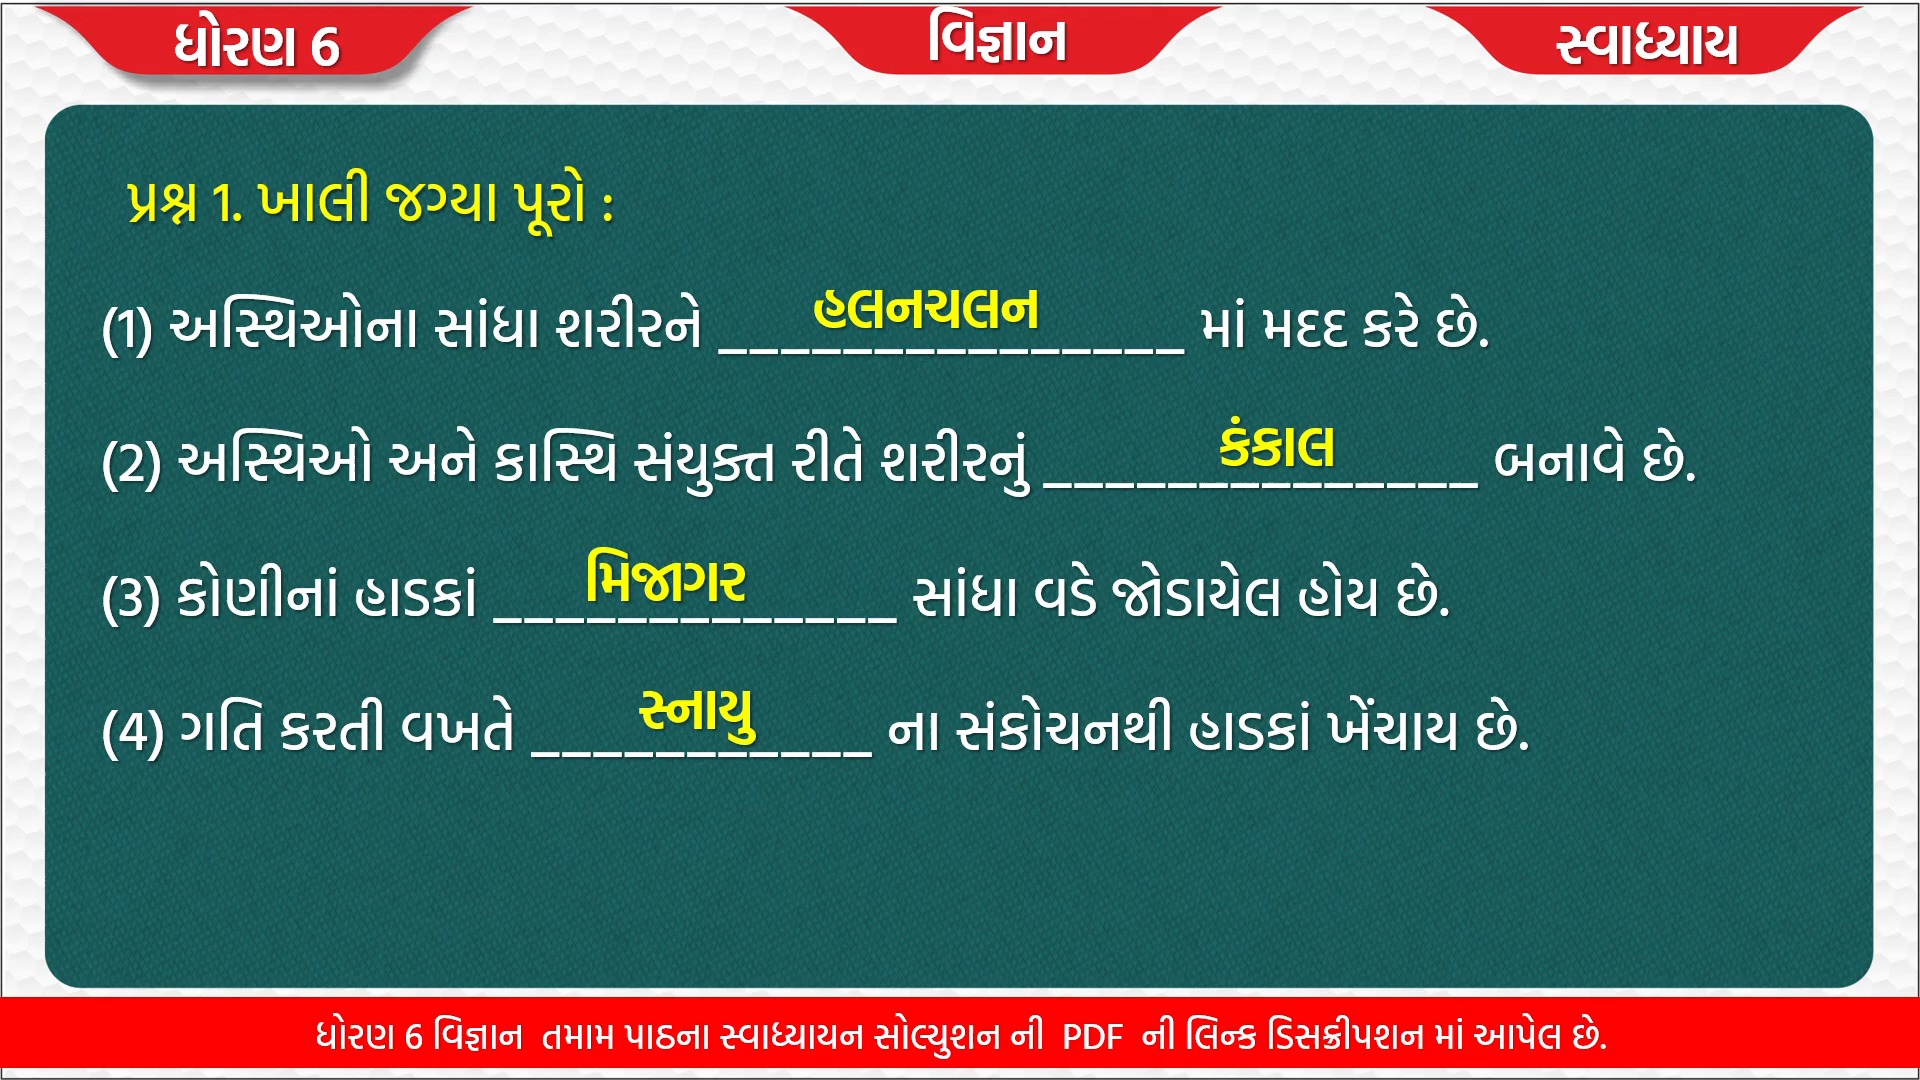 ધોરણ 6
વિજ્ઞાન
સ્વાધ્યાય
પ્રશ્ન 1. ખાલી જગ્યા પૂરો :
(1) અસ્થિઓના સાંધા શરીરને _______________ માં મદદ કરે છે.
હલનચલન
(2) અસ્થિઓ અને કાસ્થિ સંયુક્ત રીતે શરીરનું ______________ બનાવે છે.
કંકાલ
(3) કોણીનાં હાડકાં _____________ સાંધા વડે જોડાયેલ હોય છે.
મિજાગર
(4) ગતિ કરતી વખતે ___________ ના સંકોચનથી હાડકાં ખેંચાય છે.
સ્નાયુ
ધોરણ 6 વિજ્ઞાન તમામ પાઠના સ્વાધ્યાયન સોલ્યુશન ની PDF ની લિન્ક ડિસક્રીપશન માં આપેલ છે.